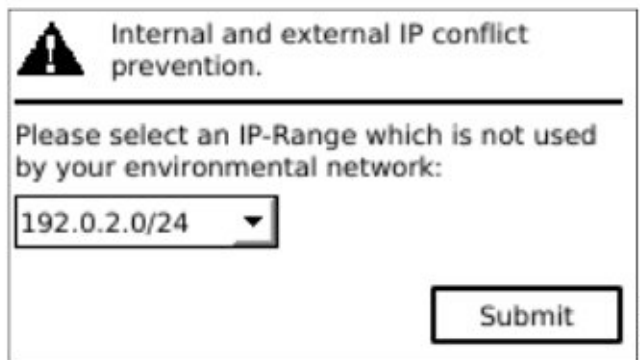 Internal and external IP conflict
prevention.
Please select an IP-Range which is not used
by your environmental network:
192.0.2.0/24
Submit